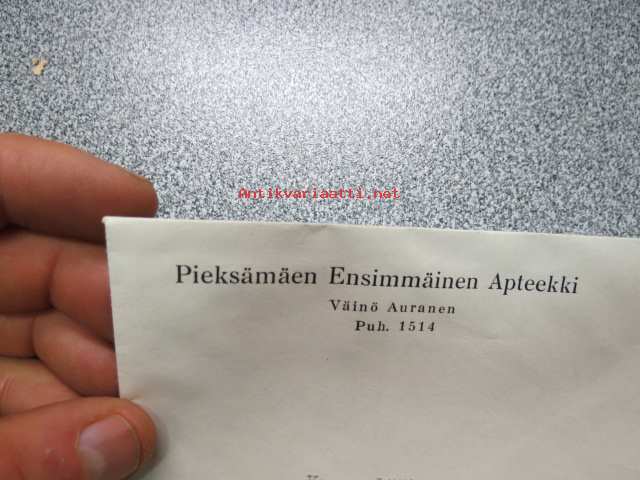 Antikvariaatti.net
Pieksämäen Ensimmäinen Apteekki
Väinö Auranen
Puh. 1514